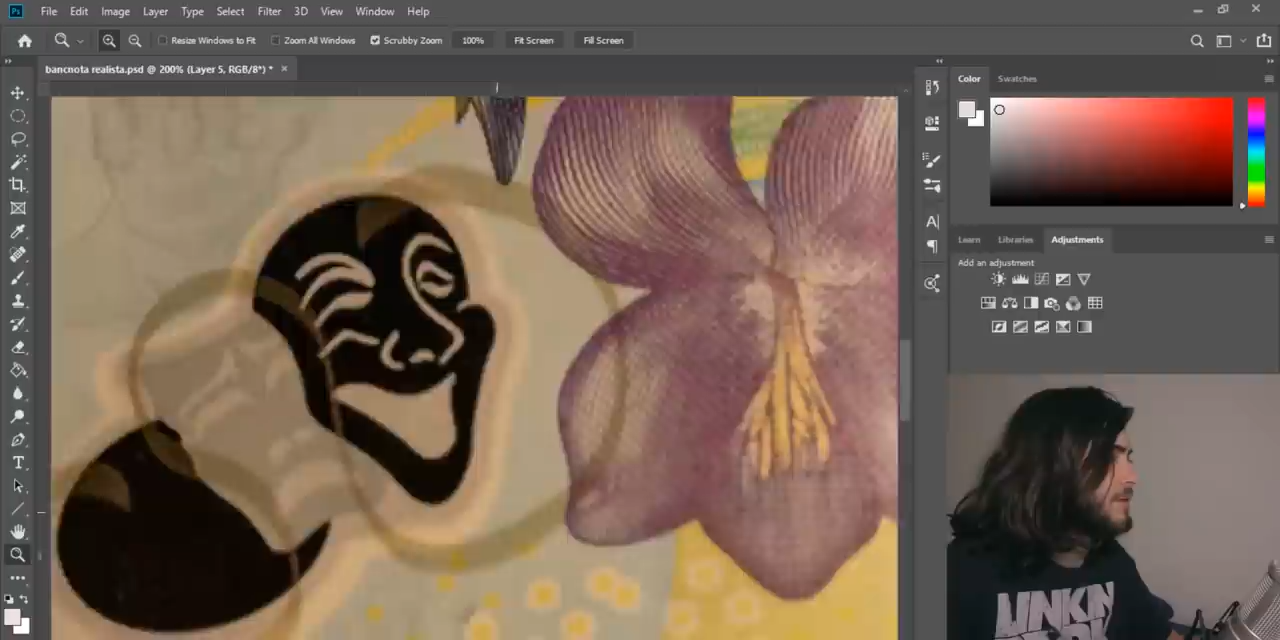 Ps File Edit Image Layer Type Select Filter 3D View Window Help
Resize Windows to Fit Zoom All Windows Scrubby Zoom 100% Fit Screen Fill Screen
bancnota realista.psd @ 200% (Layer 5, RGB/8*) *
Color Swatches
Learn Libraries Adjustments
Add an adjustment
LINKIN